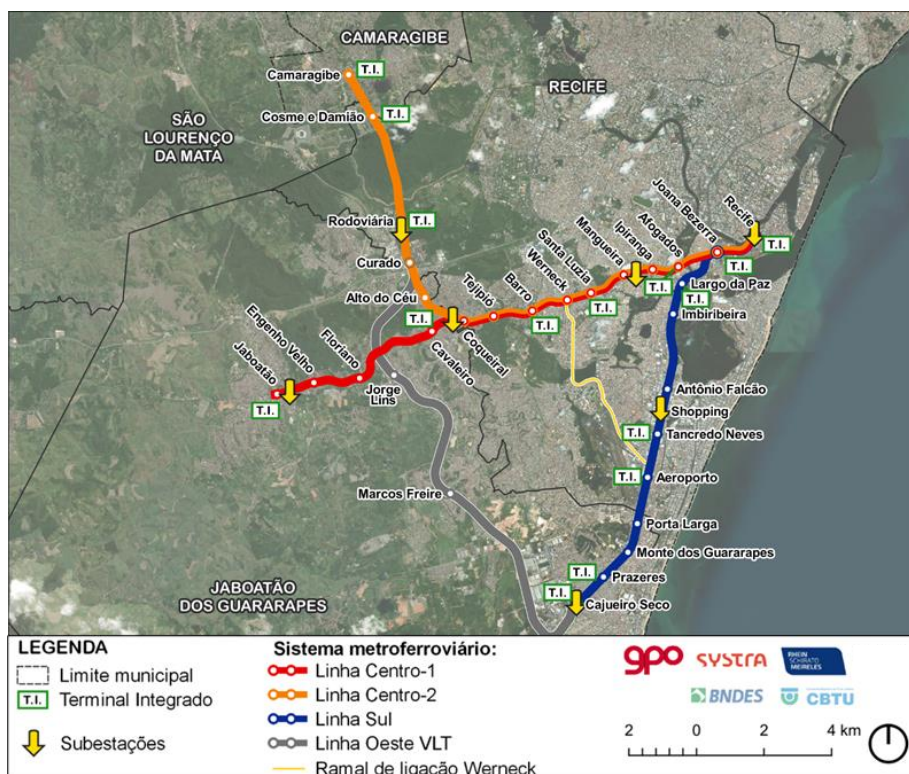 CAMARAGIBE
T.I.
Camaragibe
RECIFE
Cosme e Damião
T.I.
SÃO
LOURENÇO
DA MATA
Joana Bezerra
Recife
Rodoviária
T.I.
Afogados
Ipiranga
Mangueira
Santa Luzia
Werneck
T.I.
T.I.
Curado
Barro
Tejipió
T.I.
Largo da Paz
T.I.
Alto do Céu
T.I.
T.I.
T.I.
Imbiribeira
Coqueiral
Cavaleiro
Engenho Velho
Floriano
Jaboatão
Jorge
Lins
T.I.
Antônio Falcão
Shopping
T.I.
Tancredo Neves
T.I.
Aeroporto
Marcos Freire
Porta Larga
Monte dos Guararapes
T.I.
Prazeres
T.I.
Cajueiro Seco
JABOATÃO
DOS GUARARAPES
LEGENDA
Limite municipal
T.I. Terminal Integrado
Subestações
Sistema metroferroviário:
Linha Centro-1
Linha Centro-2
Linha Sul
Linha Oeste VLT
Ramal de ligação Werneck
gpo
SYSTRA
RHEIN
SCHIRATO
MEIRELES
BNDES
CBTU
2 0 2 4 km